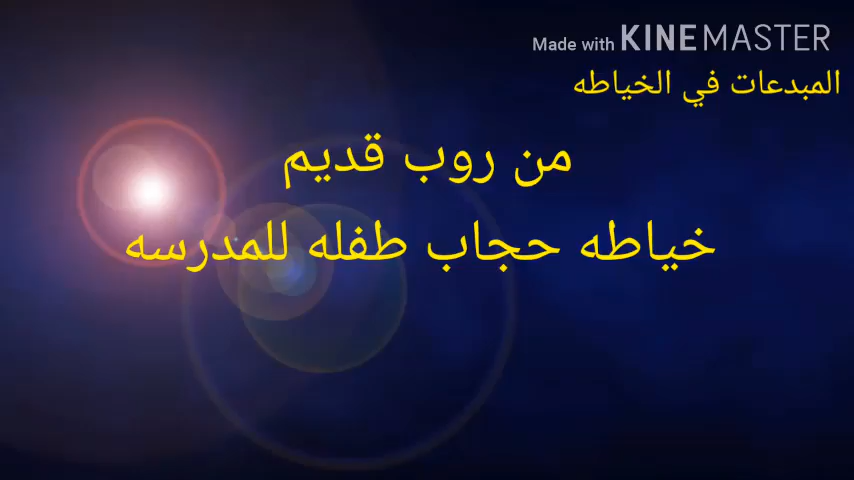 Made with KINEMASTER
المبدعات في الخياطه
من روب قديم
خياطه حجاب طفله للمدرسه